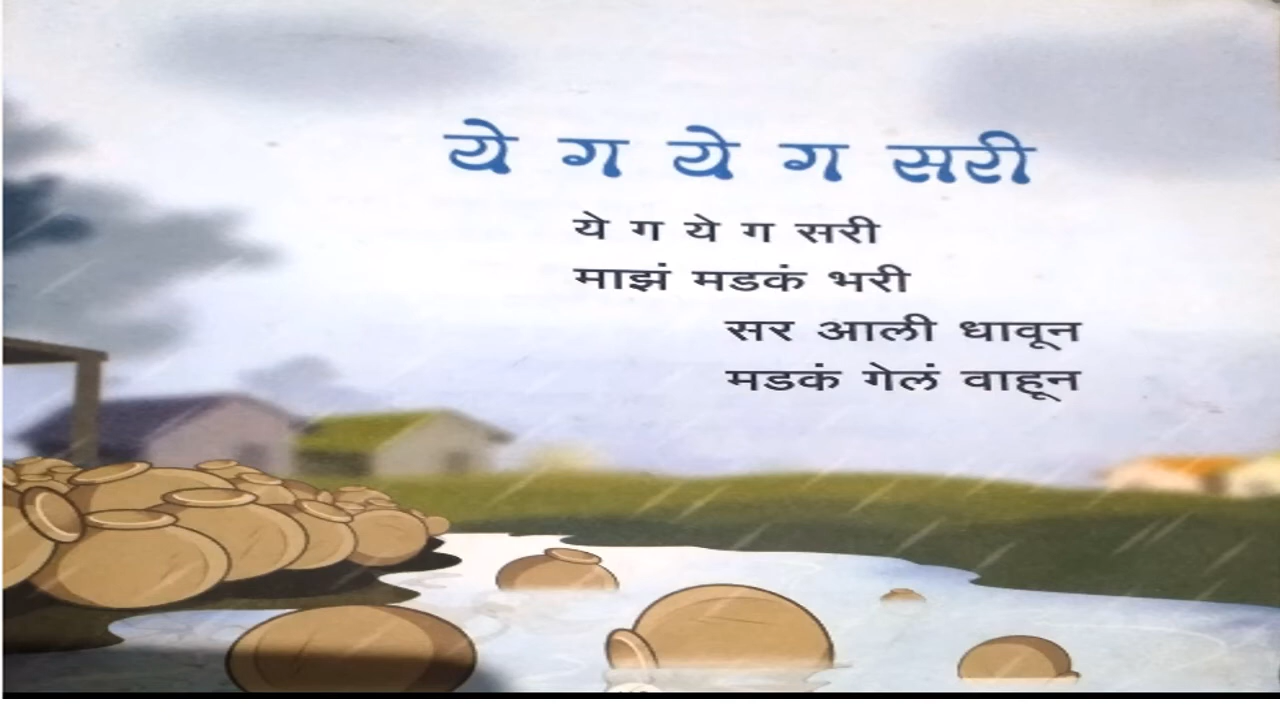 ये ग ये ग सरी
ये ग ये ग सरी
माझं मडकं भरी
सर आली धावून
मडकं गेलं वाहून